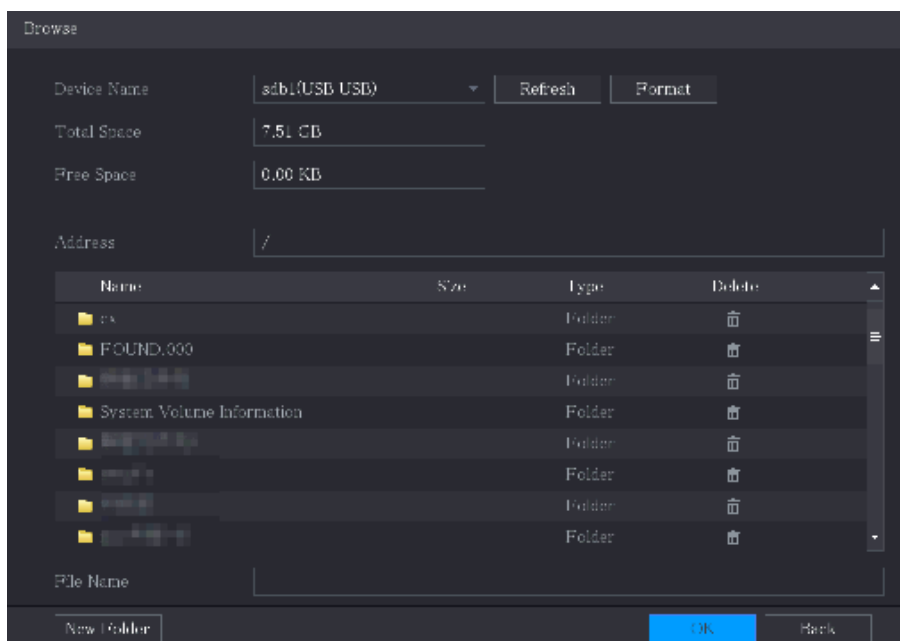 Browse
Device Name sdb1(USB USB) Refresh Format
Total Space 7.51 GB
Free Space 0.00 KB
Address /
Name Size Type Delete
Folder
FOUND.000 Folder
Folder
System Volume Information Folder
Folder
Folder
Folder
Folder
File Name
New Folder OK Back